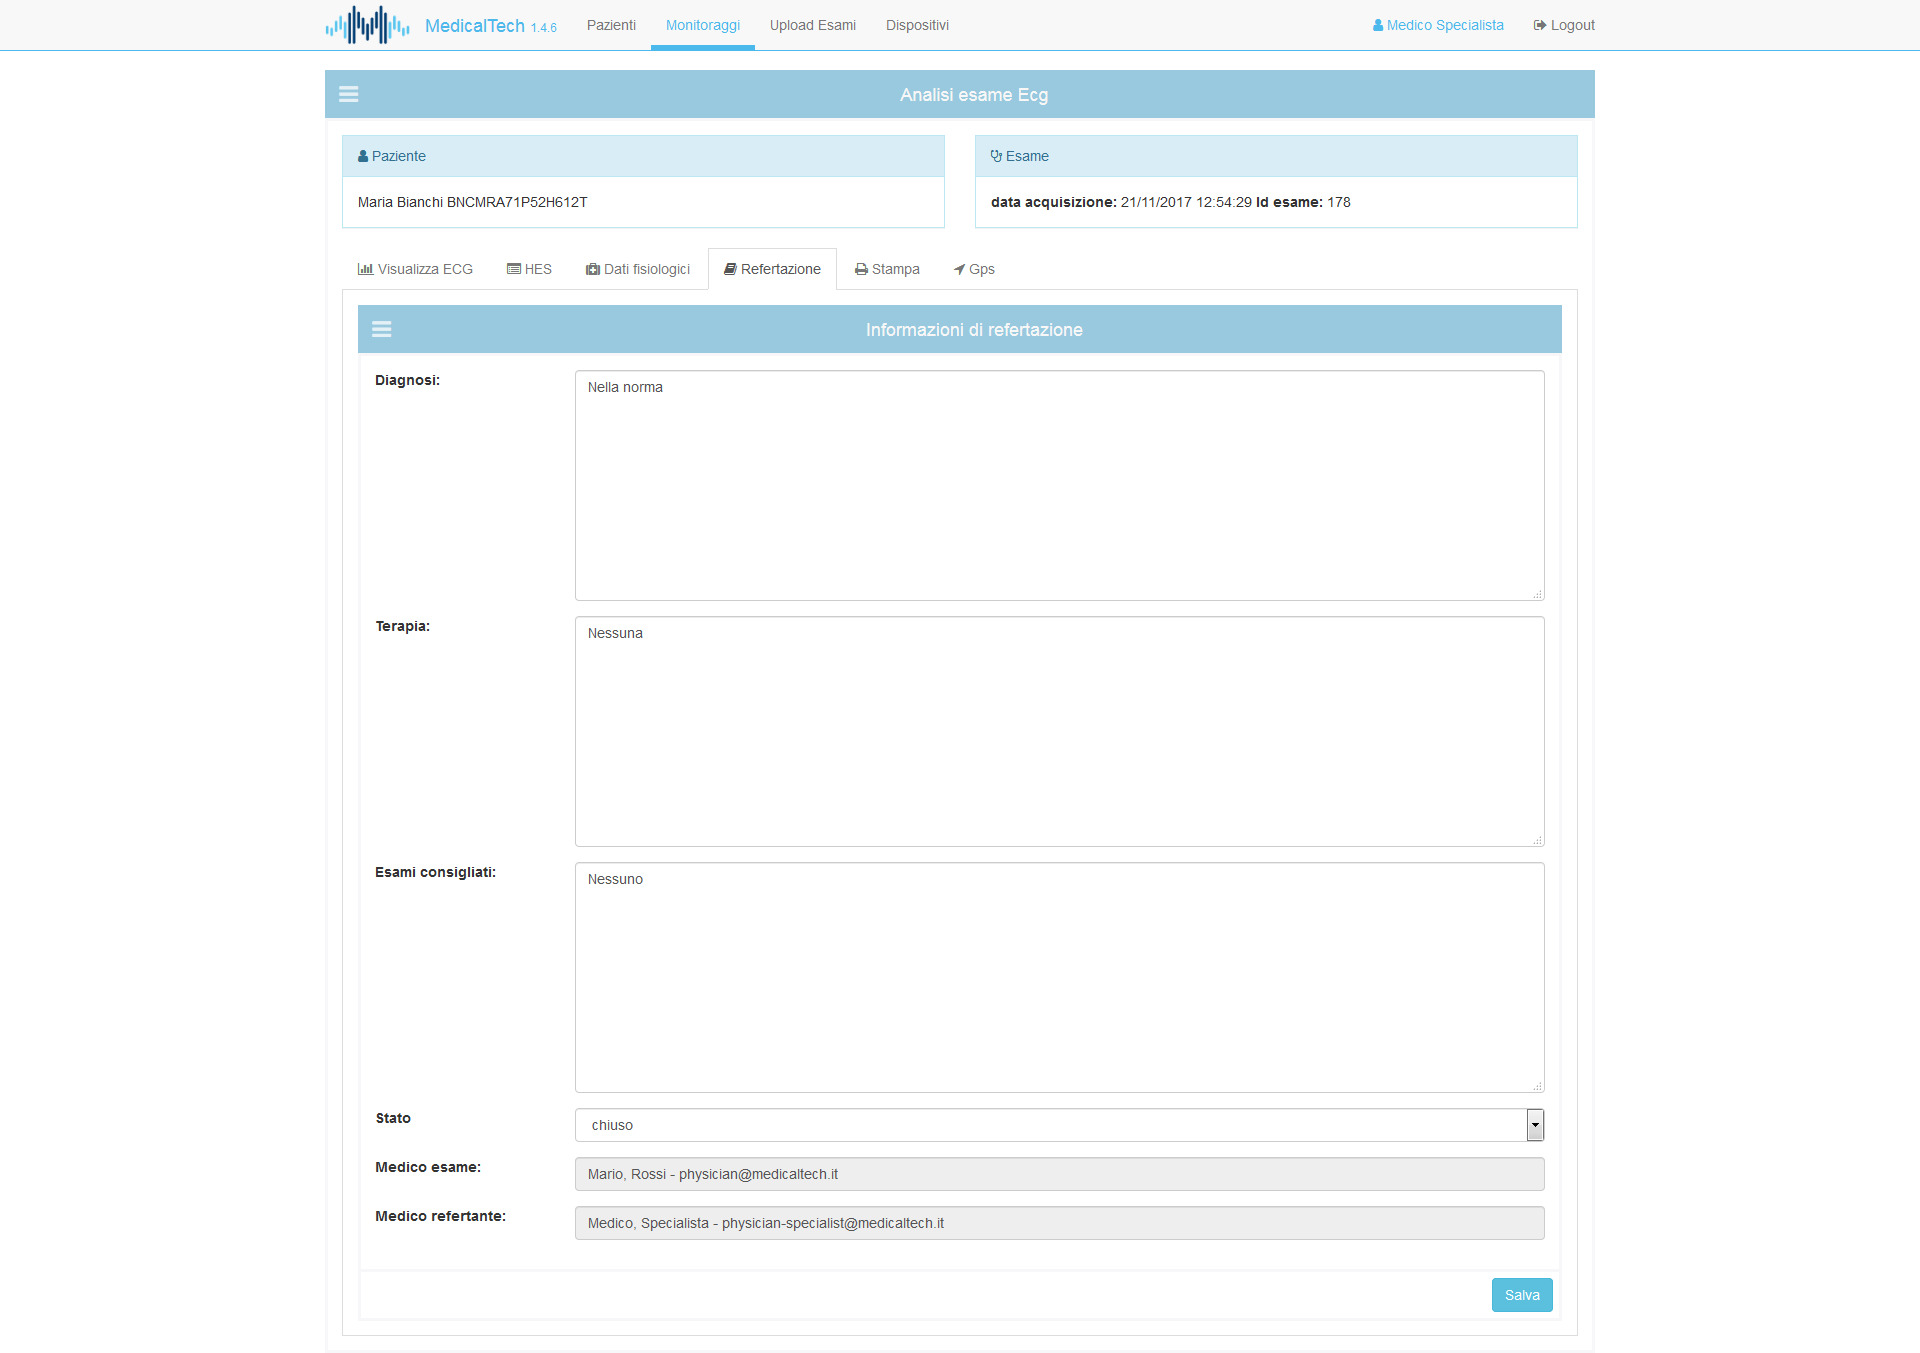 MedicalTech 1.4.6 Pazienti Monitoraggi Upload Esami Dispositivi Medico Specialista Logout
Analisi esame Ecg
Paziente
Maria Bianchi BNCMRA71P52H612T
Esame
data acquisizione: 21/11/2017 12:54:29 Id esame: 178
Visualizza ECG HES Dati fisiologici Refertazione Stampa Gps
Informazioni di refertazione
Diagnosi:
Nella norma
Terapia:
Nessuna
Esami consigliati:
Nessuno
Stato
chiuso
Medico esame:
Mario, Rossi - physician@medicaltech.it
Medico refertante:
Medico, Specialista - physician-specialist@medicaltech.it
Salva